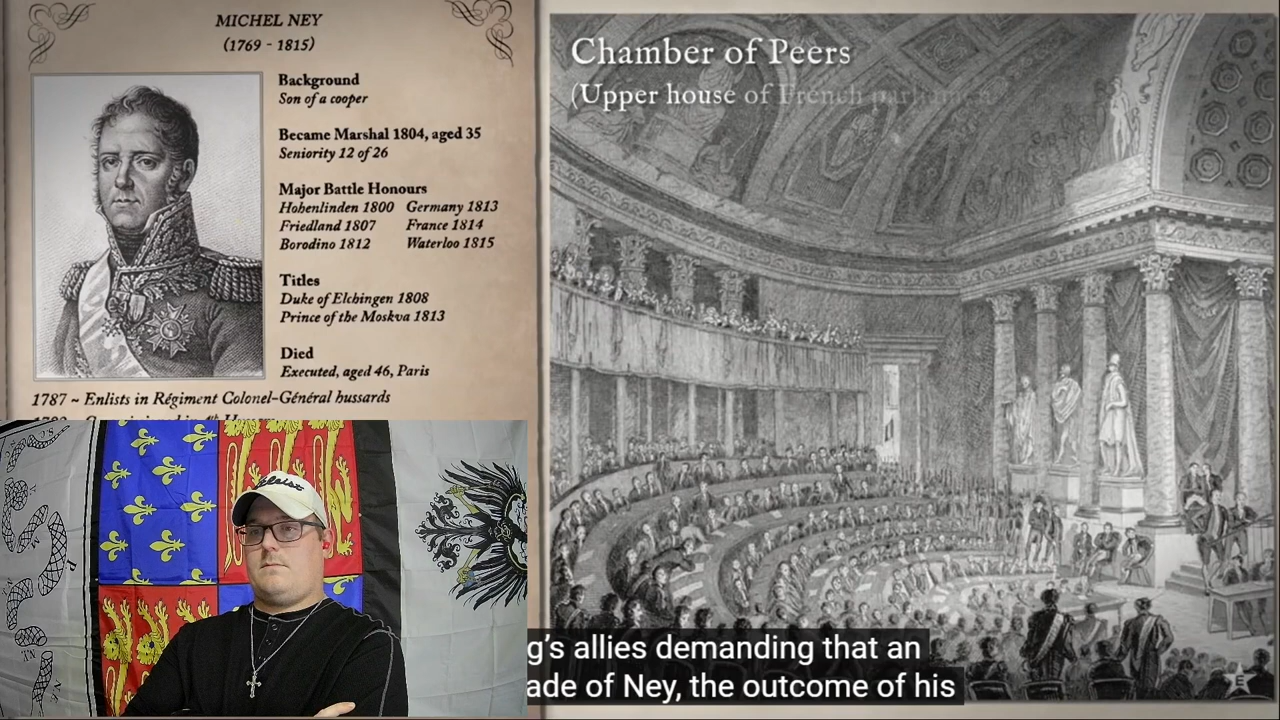 MICHEL NEY
(1769 - 1815)
Background
Son of a cooper
Became Marshal 1804, aged 35
Seniority 12 of 26
Major Battle Honours
Hohenlinden 1800 Germany 1813
Friedland 1807 France 1814
Borodino 1812 Waterloo 1815
Titles
Duke of Elchingen 1808
Prince of the Moskva 1813
Died
Executed, aged 46, Paris
1787 ~ Enlists in Régiment Colonel-Général hussards
Chamber of Peers
(Upper house of French parliament)
Titleist
g's allies demanding that an
ade of Ney, the outcome of his
E